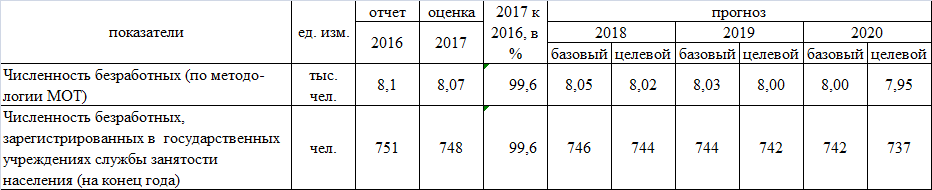 показатели ед. изм. отчет оценка 2017 к 2016, в % прогноз
2016 2017 2018 2019 2020
базовый целевой базовый целевой базовый целевой
Численность безработных (по методо-
логии МОТ) тыс. чел. 8,1 8,07 99,6 8,05 8,02 8,03 8,00 8,00 7,95
Численность безработных,
зарегистрированных в государственных
учреждениях службы занятости
населения (на конец года) чел. 751 748 99,6 746 744 744 742 742 737